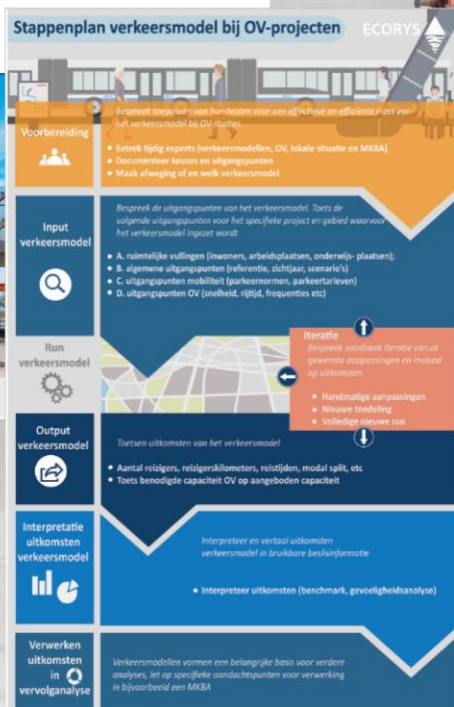 Stappenplan verkeersmodel bij OV-projecten
ECORYS
Voorbereiding
Bespreek toepassen van handvaten voor een effectieve en efficiënte inzet van
het verkeersmodel bij OV-studies
• Betrek tijdig experts (verkeersmodellen, OV, lokale situatie en MKBA)
• Documenteer keuzes en uitgangspunten
• Maak afweging of en welk verkeersmodel
Input
verkeersmodel
Bespreek de uitgangspunten van het verkeersmodel. Toets de
volgende uitgangspunten voor het specifieke project en gebied waarvoor
het verkeersmodel ingezet wordt
• A. ruimtelijke vullingen (inwoners, arbeidsplaatsen, onderwijs- plaatsen);
• B. algemene uitgangspunten (referentie, zichtjaar, scenario's)
• C. uitgangspunten mobiliteit (parkeernormen, parkeertarieven)
• D. uitgangspunten OV (snelheid, rijtijd, frequenties etc)
Run
verkeersmodel
Iteratie
Bespreek noodzaak iteratie vanuit
gewenste aanpassingen en invloed
op uitkomsten
• Handmatige aanpassingen
• Nieuwe toedeling
• Volledige nieuwe run
Output
verkeersmodel
Toetsen uitkomsten van het verkeersmodel
• Aantal reizigers, reizigerskilometers, reistijden, modal split, etc
• Toets benodigde capaciteit OV op aangeboden capaciteit
Interpretatie
uitkomsten
verkeersmodel
Interpreteer en vertaal uitkomsten
verkeersmodel in bruikbare beslisinformatie
• Interpreteer uitkomsten (benchmark, gevoeligheidsanalyse)
Verwerken
uitkomsten
in
vervolganalyse
Verkeersmodellen vormen een belangrijke basis voor verdere
analyses, let op specifieke aandachtspunten voor verwerking
in bijvoorbeeld een MKBA